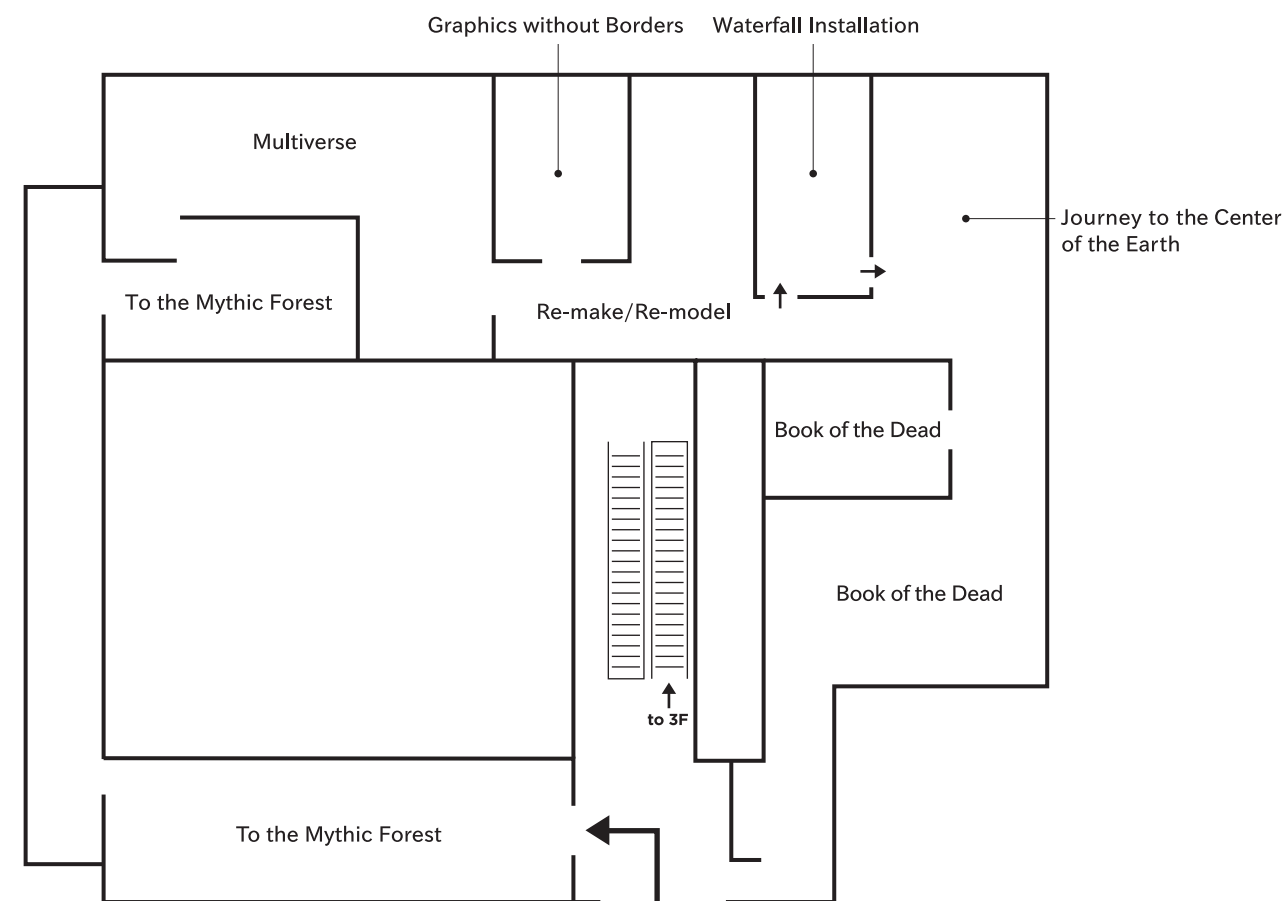 Graphics without Borders
Waterfall Installation
Multiverse
Journey to the Center
of the Earth
To the Mythic Forest
Re-make/Re-model
Book of the Dead
Book of the Dead
to 3F
To the Mythic Forest